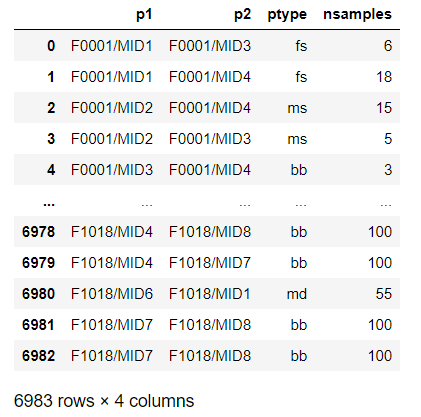 p1 p2 ptype nsamples
0 F0001/MID1 F0001/MID3 fs 6
1 F0001/MID1 F0001/MID4 fs 18
2 F0001/MID2 F0001/MID4 ms 15
3 F0001/MID2 F0001/MID3 ms 5
4 F0001/MID3 F0001/MID4 bb 3
... ... ... ... ...
6978 F1018/MID4 F1018/MID8 bb 100
6979 F1018/MID4 F1018/MID7 bb 100
6980 F1018/MID6 F1018/MID1 md 55
6981 F1018/MID7 F1018/MID8 bb 100
6982 F1018/MID7 F1018/MID8 bb 100
6983 rows × 4 columns